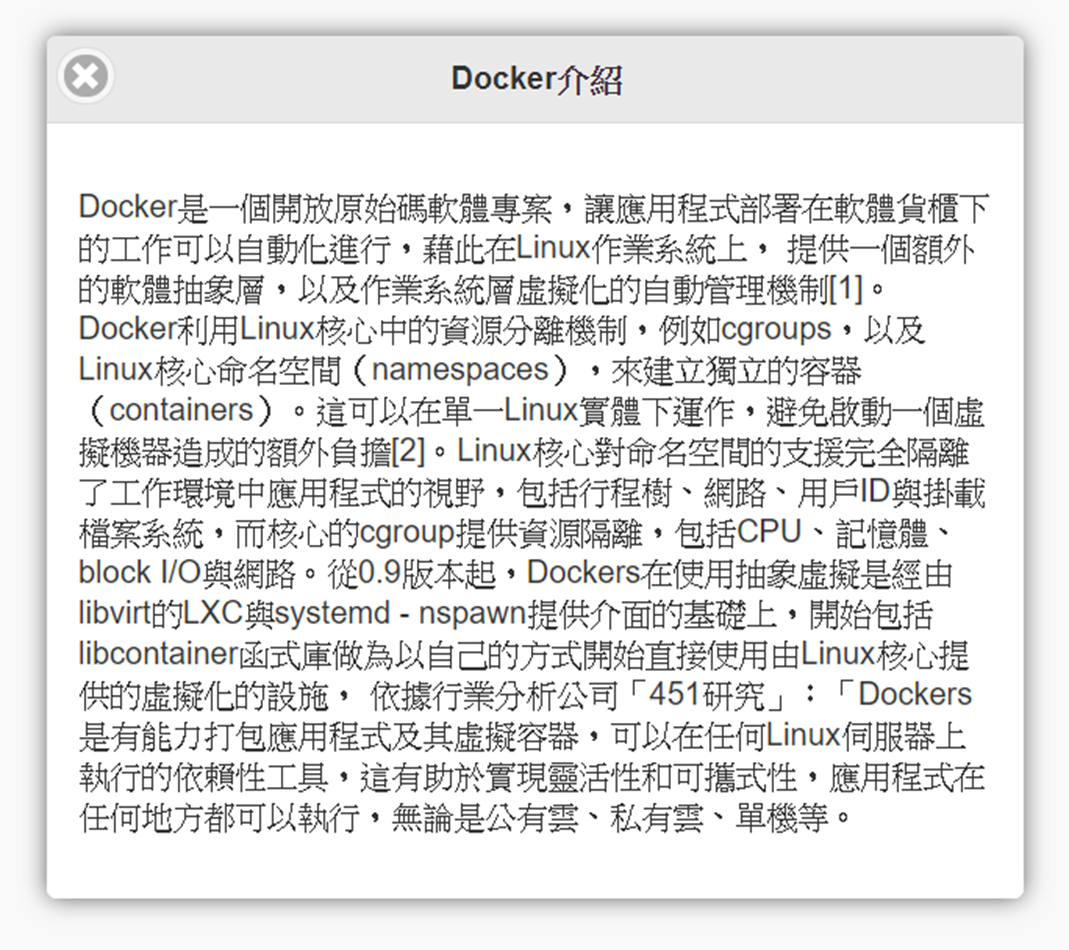 Docker介紹
Docker是一個開放原始碼軟體專案，讓應用程式部署在軟體貨櫃下
的工作可以自動化進行，藉此在Linux作業系統上， 提供一個額外
的軟體抽象層，以及作業系統層虛擬化的自動管理機制[1]。
Docker利用Linux核心中的資源分離機制，例如cgroups，以及
Linux核心命名空間（namespaces），來建立獨立的容器
（containers）。這可以在單一Linux實體下運作，避免啟動一個虛
擬機器造成的額外負擔[2]。Linux核心對命名空間的支援完全隔離
了工作環境中應用程式的視野，包括行程樹、網路、用戶ID與掛載
檔案系統，而核心的cgroup提供資源隔離，包括CPU、記憶體、
block I/O與網路。從0.9版本起，Dockers在使用抽象虛擬是經由
libvirt的LXC與systemd - nspawn提供介面的基礎上，開始包括
libcontainer函式庫做為以自己的方式開始直接使用由Linux核心提
供的虛擬化的設施， 依據行業分析公司「451研究」：「Dockers
是有能力打包應用程式及其虛擬容器，可以在任何Linux伺服器上
執行的依賴性工具，這有助於實現靈活性和可攜式性，應用程式在
任何地方都可以執行，無論是公有雲、私有雲、單機等。